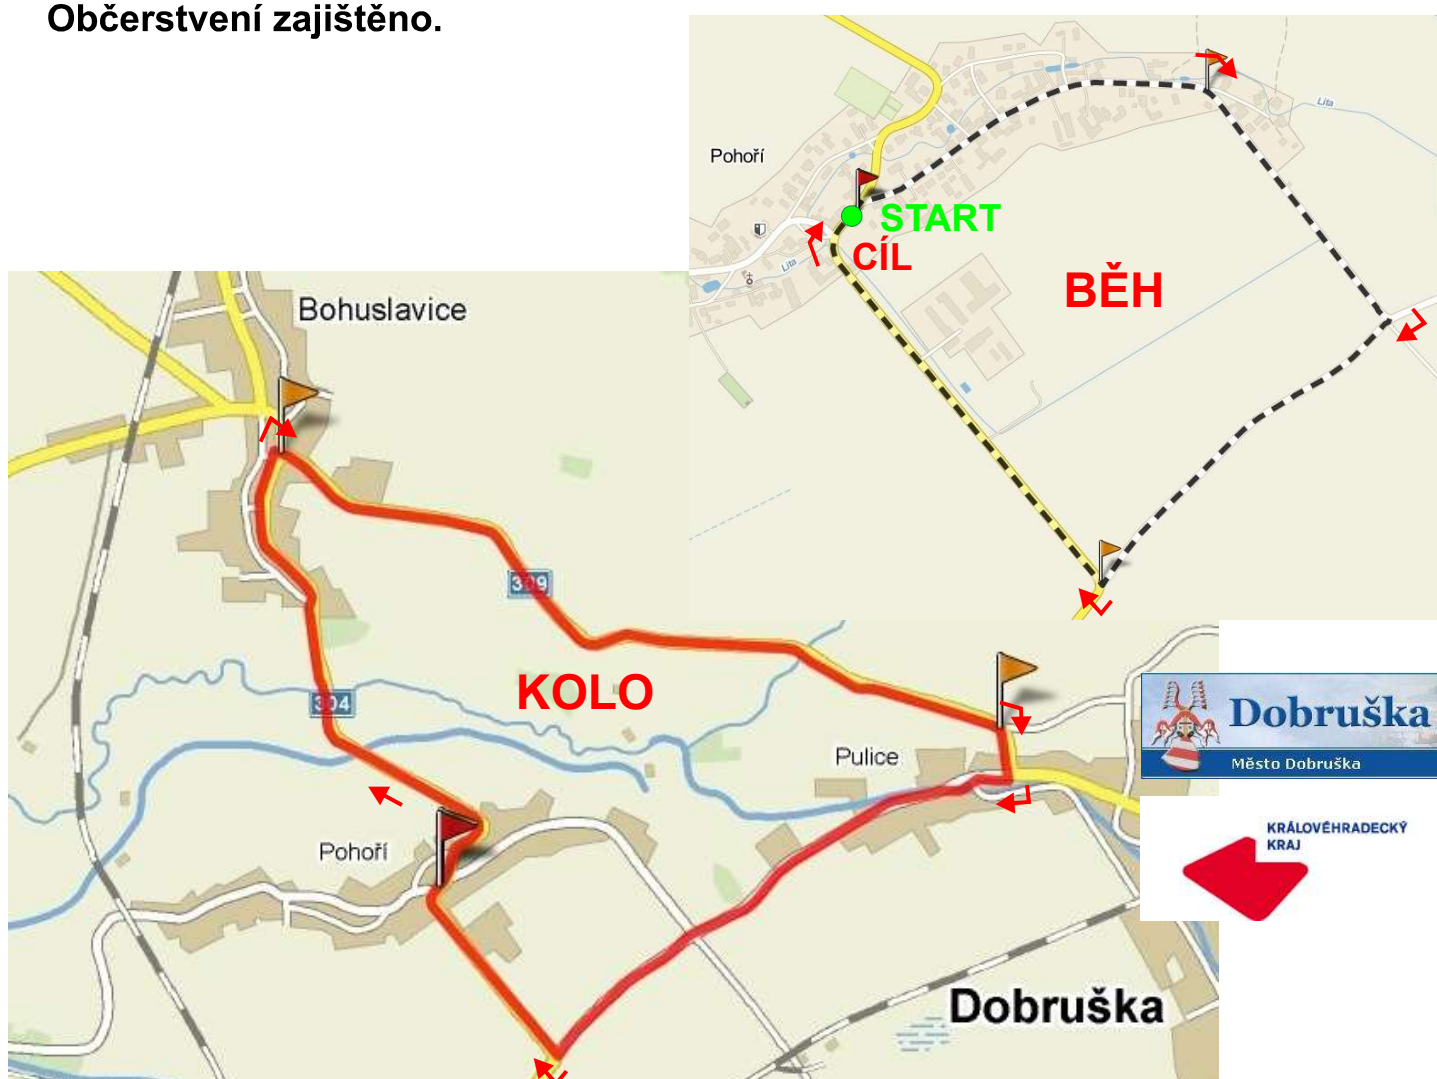 Občerstvení zajištěno.
Pohoří
Lita
START
CÍL
Lita
BĚH
Bohuslavice
309
304
KOLO
Pulice
Pohoří
Dobruška
Dobruška
Město Dobruška
KRÁLOVÉHRADECKÝ
KRAJ